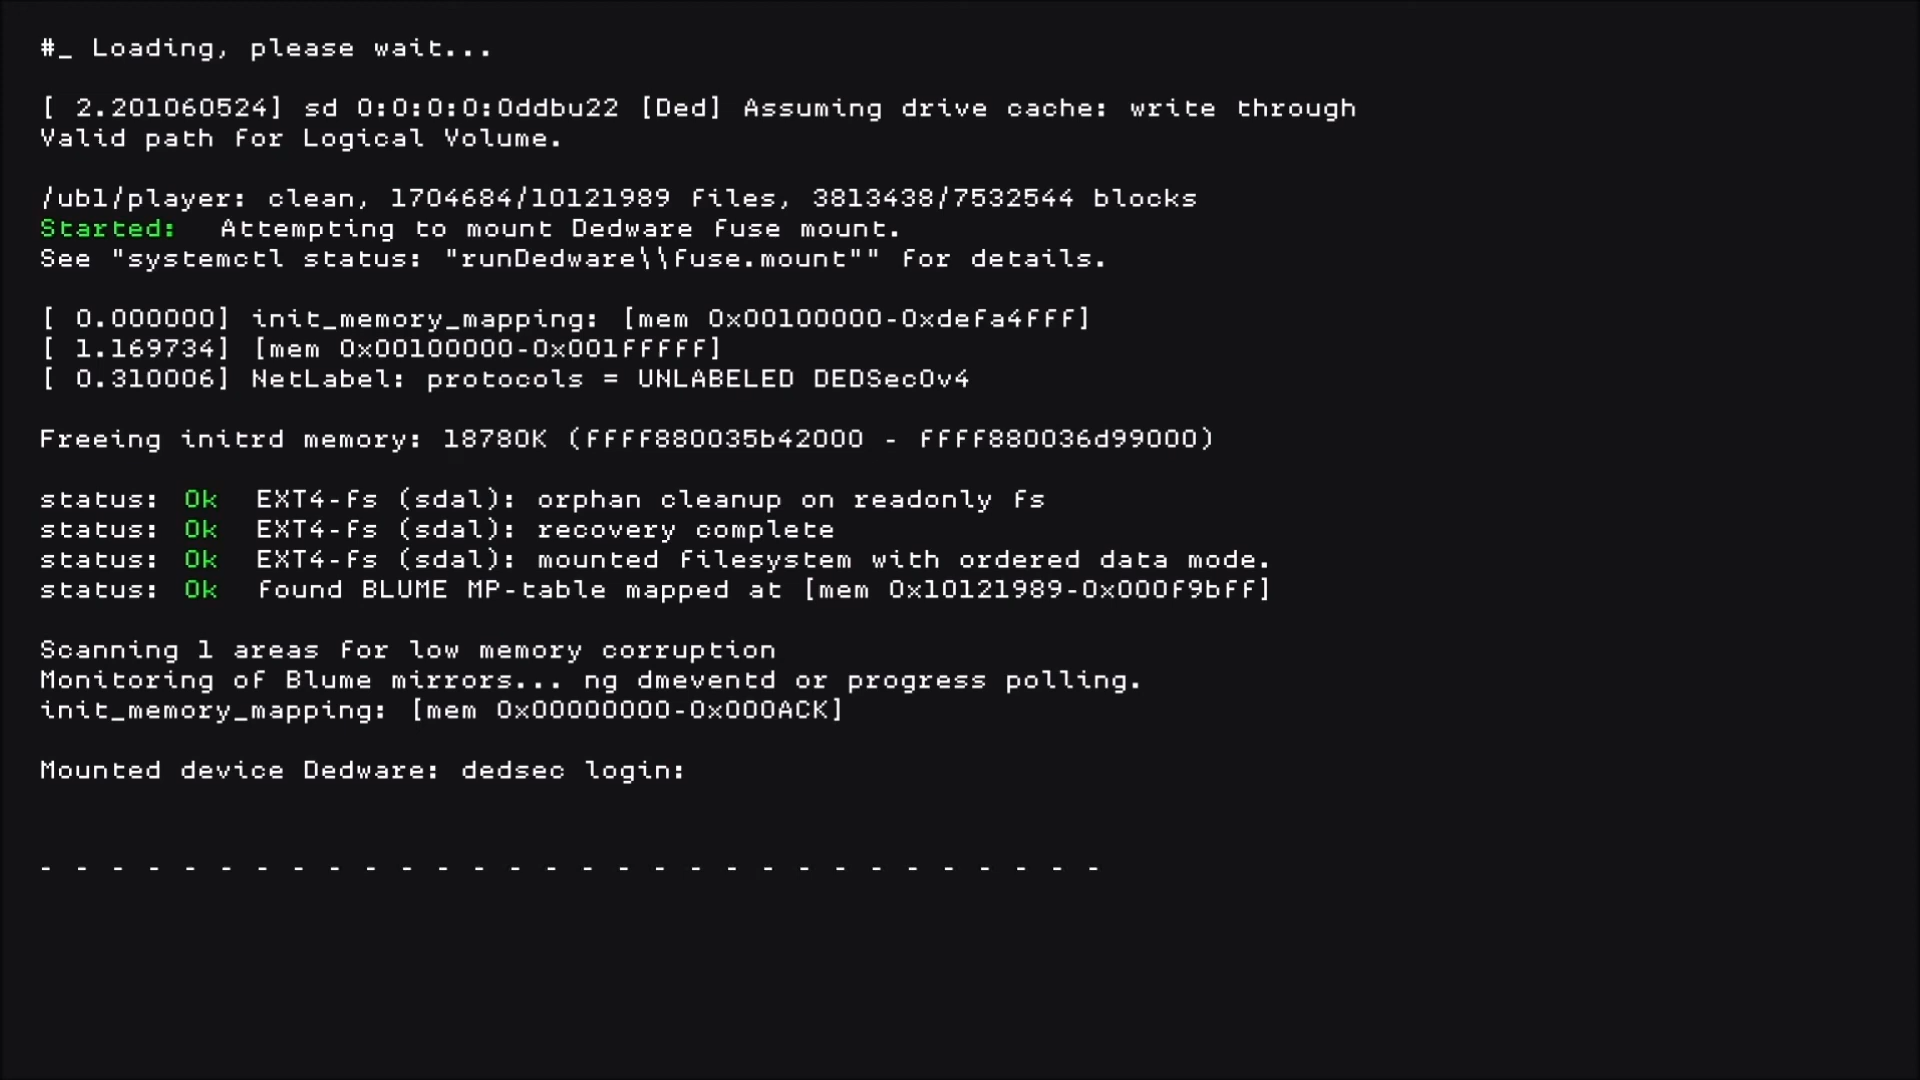 #_ Loading, please wait...
[ 2.201060524] sd 0:0:0:0:0ddbu22 [Ded] Assuming drive cache: write through
Valid path for Logical Volume.
/ubl/player: clean, 1704684/10121989 files, 3813438/7532544 blocks
Started: Attempting to mount Dedware fuse mount.
See "systemctl status: "runDedware\\fuse.mount"" for details.
[ 0.000000] init_memory_mapping: [mem 0x00100000-0xdefa4fff]
[ 1.169734] [mem 0x00100000-0x001fffff]
[ 0.310006] NetLabel: protocols = UNLABELED DEDSecOv4
Freeing initrd memory: 18780K (ffff880035b42000 - ffff880036d99000)
status: Ok EXT4-fs (sdal): orphan cleanup on readonly fs
status: Ok EXT4-fs (sdal): recovery complete
status: Ok EXT4-fs (sdal): mounted filesystem with ordered data mode.
status: Ok found BLUME MP-table mapped at [mem 0x10121989-0x000f9bff]
Scanning 1 areas for low memory corruption
Monitoring of Blume mirrors... ng dmeventd or progress polling.
init_memory_mapping: [mem 0x00000000-0x000ACK]
Mounted device Dedware: dedsec login:
- - - - - - - - - - - - - - - - - - - - - - - - - - - - - -